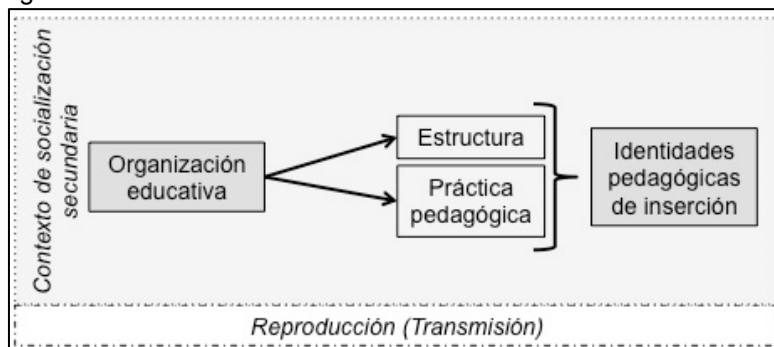 Contexto de socialización
secundaria
Organización
educativa
Estructura
Práctica
pedagógica
Identidades
pedagógicas
de inserción
Reproducción (Transmisión)